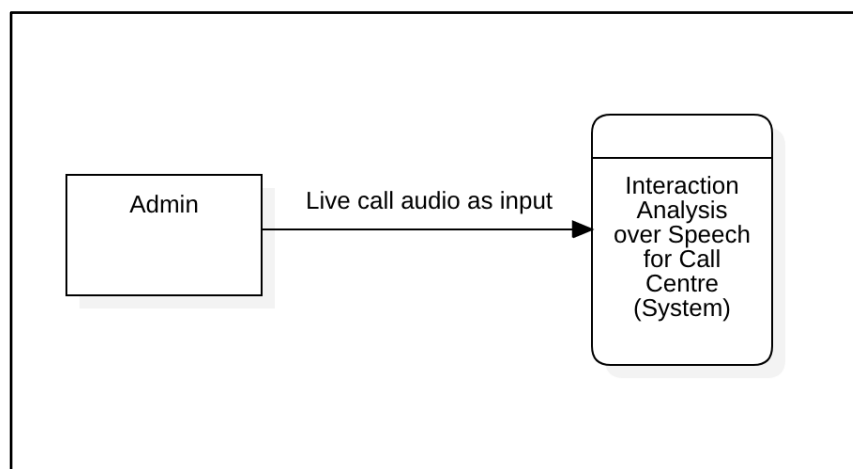 Admin
Live call audio as input
Interaction
Analysis
over Speech
for Call
Centre
(System)